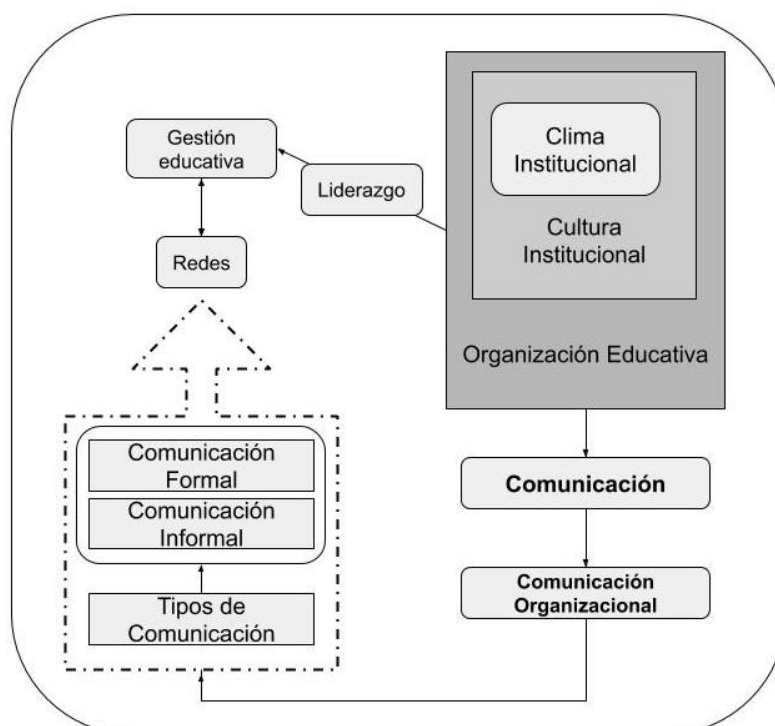 Gestión
educativa
Liderazgo
Redes
Clima
Institucional
Cultura
Institucional
Organización Educativa
Comunicación
Comunicación
Organizacional
Comunicación
Formal
Comunicación
Informal
Tipos de
Comunicación